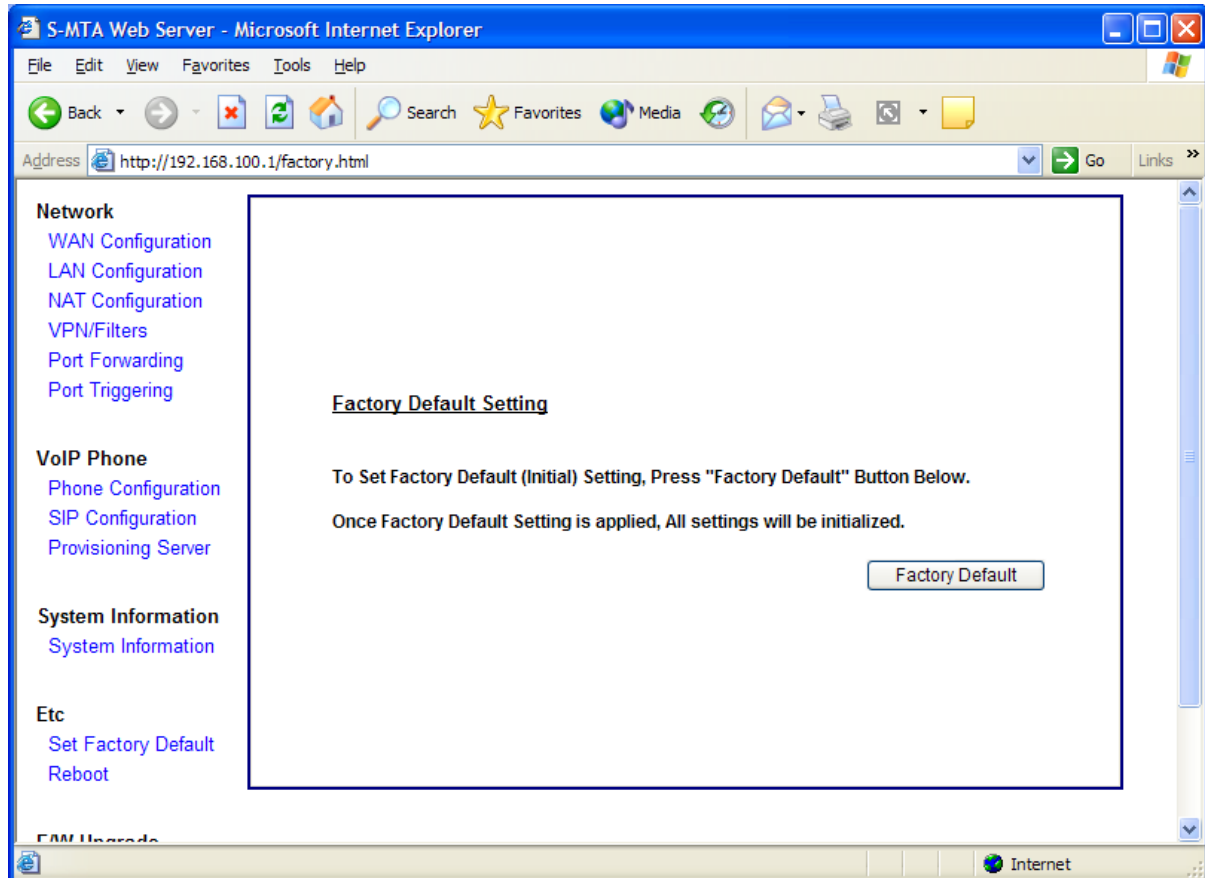 S-MTA Web Server - Microsoft Internet Explorer
File Edit View Favorites Tools Help
Back Search Favorites Media
Address http://192.168.100.1/factory.html Go Links »
Network
WAN Configuration
LAN Configuration
NAT Configuration
VPN/Filters
Port Forwarding
Port Triggering
VoIP Phone
Phone Configuration
SIP Configuration
Provisioning Server
System Information
System Information
Etc
Set Factory Default
Reboot
F/W Upgrade
Factory Default Setting
To Set Factory Default (Initial) Setting, Press "Factory Default" Button Below.
Once Factory Default Setting is applied, All settings will be initialized.
Factory Default
Internet